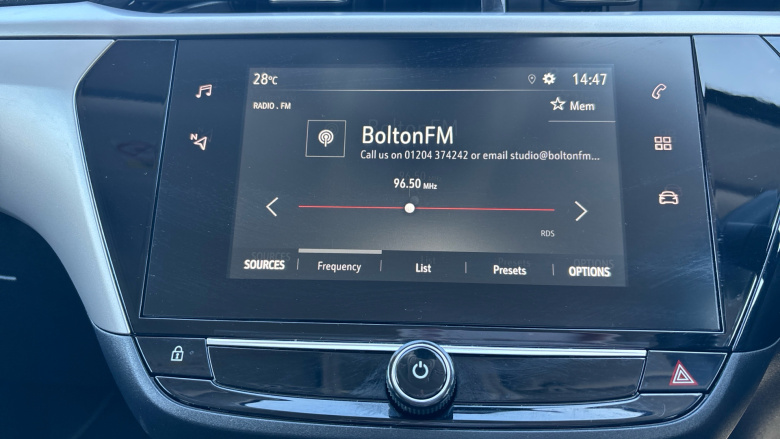 28°C 14:47
RADIO . FM
Mem
N
BoltonFM
Call us on 01204 374242 or email studio@boltonfm...
96.50 MHz
RDS
SOURCES Frequency List Presets OPTIONS